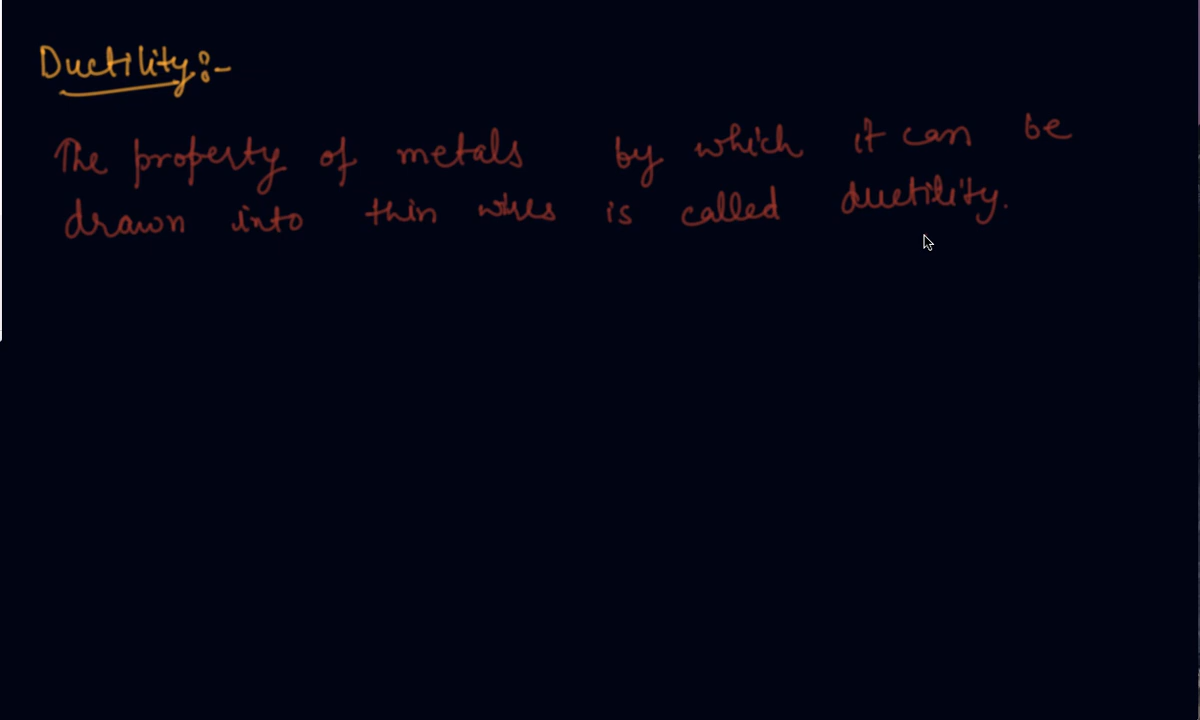 Ductility:-
The property of metals by which it can be
drawn into thin wires is called ductility.